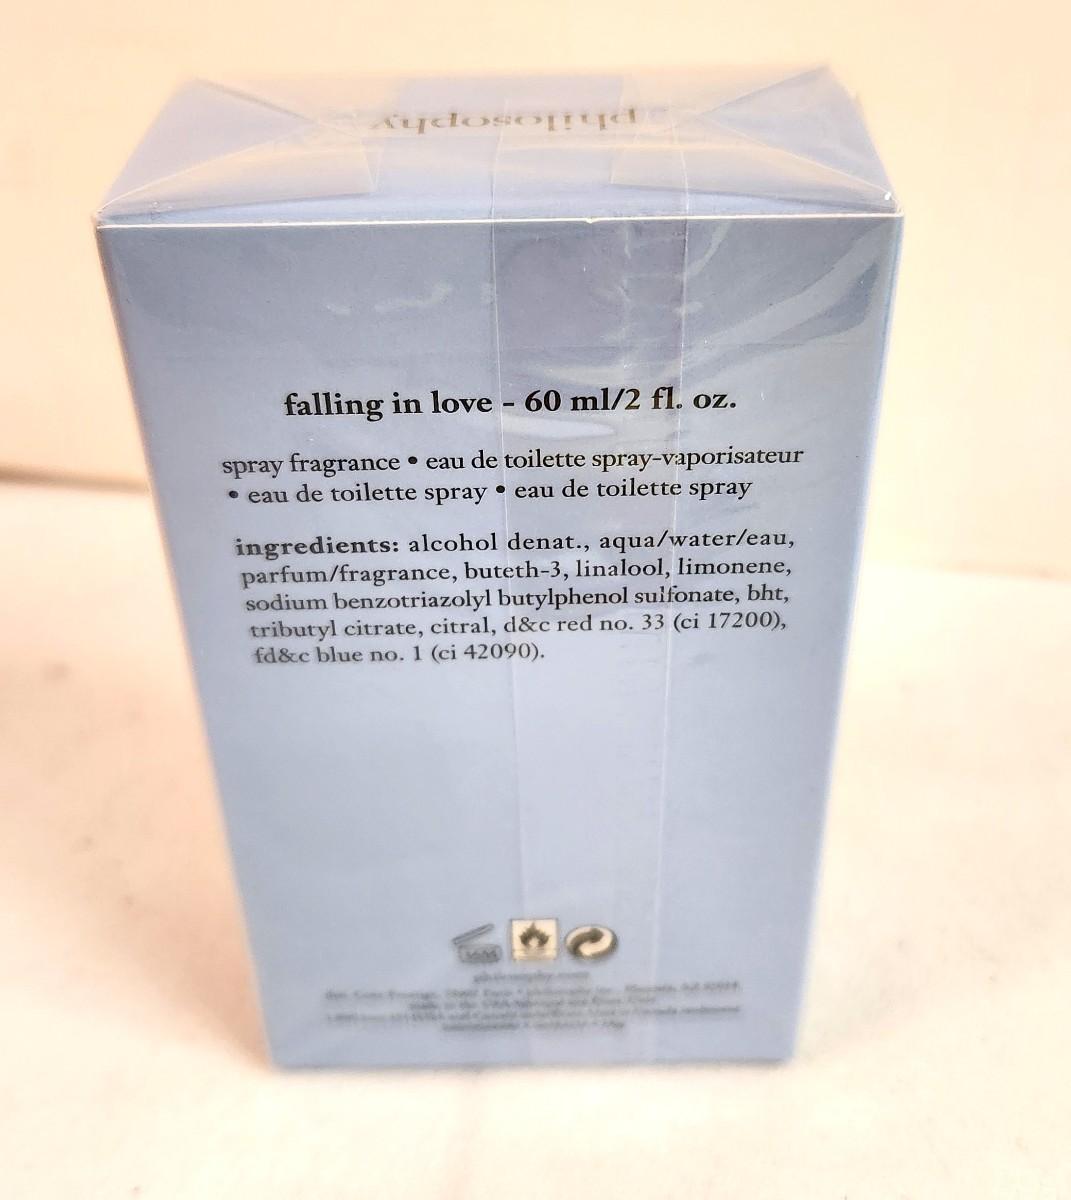 philosophy
falling in love - 60 ml/2 fl. oz.
spray fragrance • eau de toilette spray-vaporisateur
• eau de toilette spray • eau de toilette spray
ingredients: alcohol denat., aqua/water/eau,
parfum/fragrance, buteth-3, linalool, limonene,
sodium benzotriazolyl butylphenol sulfonate, bht,
tributyl citrate, citral, d&c red no. 33 (ci 17200),
fd&c blue no. 1 (ci 42090).
philosophy.com